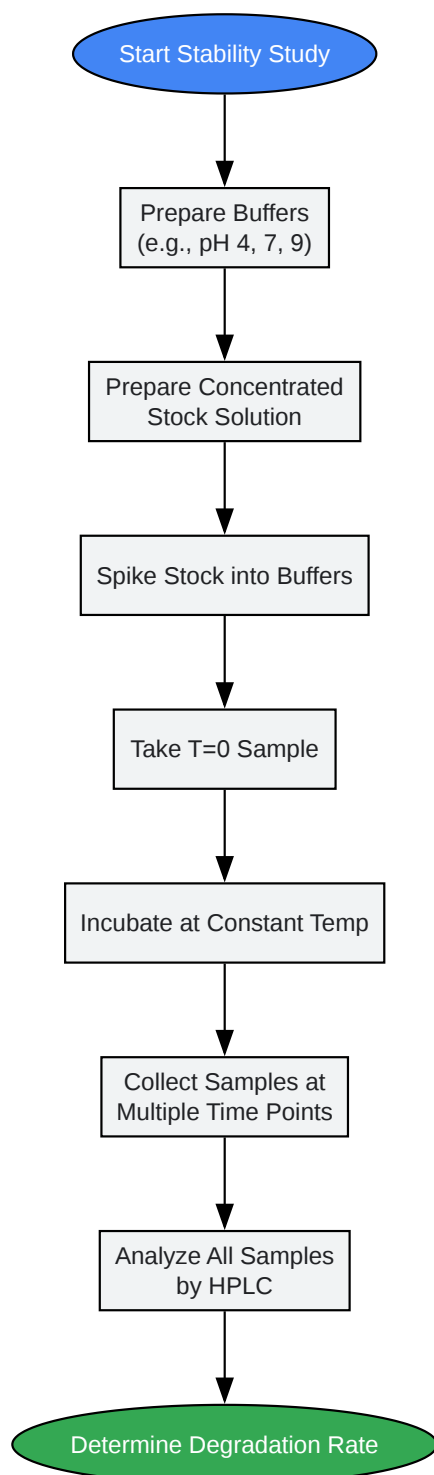 Start Stability Study
Prepare Buffers
(e.g., pH 4, 7, 9)
Prepare Concentrated
Stock Solution
Spike Stock into Buffers
Take T=0 Sample
Incubate at Constant Temp
Collect Samples at
Multiple Time Points
Analyze All Samples
by HPLC
Determine Degradation Rate